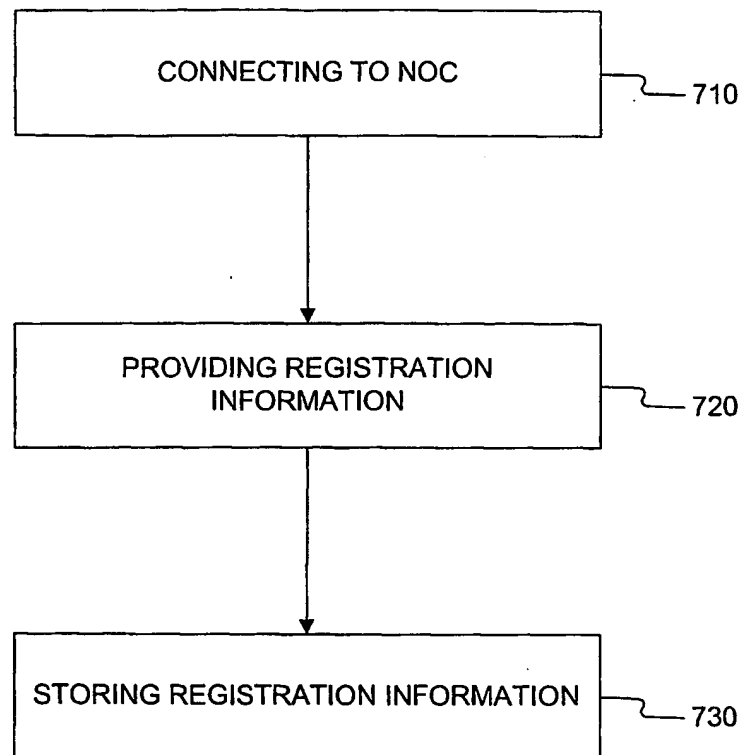 CONNECTING TO NOC
710
PROVIDING REGISTRATION
INFORMATION
720
STORING REGISTRATION INFORMATION
730